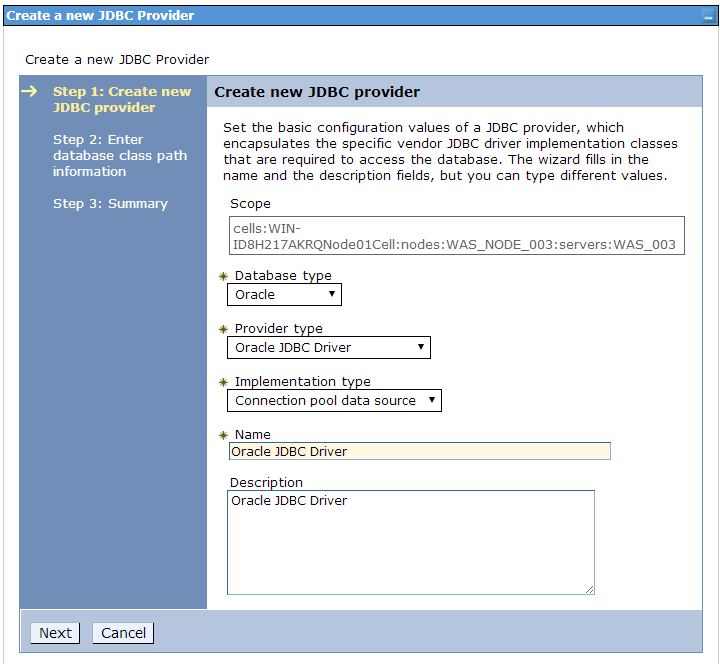 Create a new JDBC Provider
Create a new JDBC Provider
Step 1: Create new
JDBC provider
Step 2: Enter
database class path
information
Step 3: Summary
Create new JDBC provider
Set the basic configuration values of a JDBC provider, which
encapsulates the specific vendor JDBC driver implementation classes
that are required to access the database. The wizard fills in the
name and the description fields, but you can type different values.
Scope
cells:WIN-
ID8H217AKRQNode01Cell:nodes:WAS_NODE_003:servers:WAS_003
Database type
Oracle
Provider type
Oracle JDBC Driver
Implementation type
Connection pool data source
Name
Oracle JDBC Driver
Description
Oracle JDBC Driver
Next
Cancel